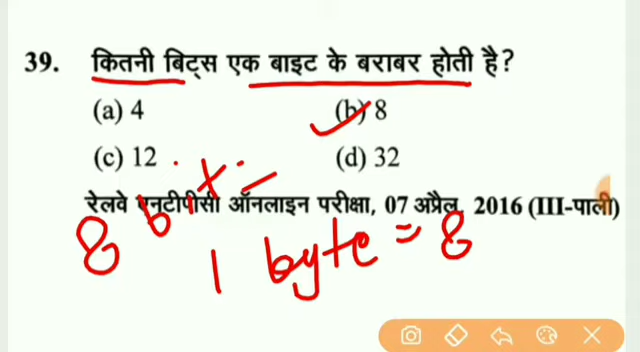 39. कितनी बिट्स एक बाइट के बराबर होती है?
(a) 4 (b) 8
(c) 12 (d) 32
रेलवे एनटीपीसी ऑनलाइन परीक्षा, 07 अप्रैल, 2016 (III-पाली)
8 bit =
1 byte = 8